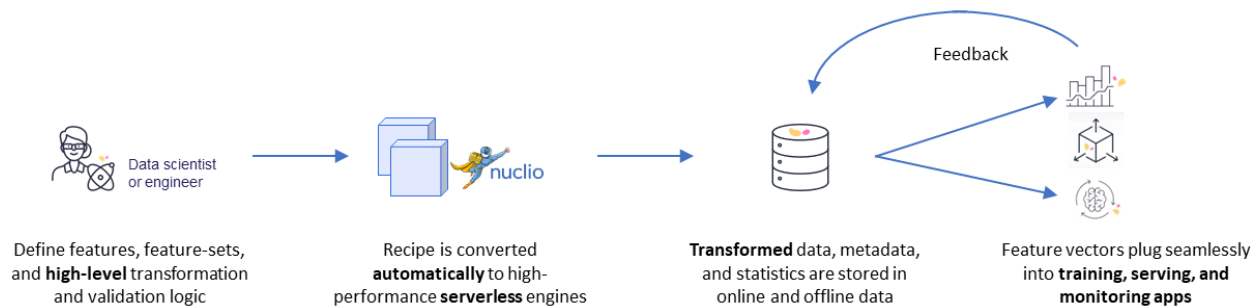 Feedback
Data scientist
or engineer
nuclio
Define features, feature-sets,
and high-level transformation
and validation logic
Recipe is converted
automatically to high-
performance serverless engines
Transformed data, metadata,
and statistics are stored in
online and offline data
Feature vectors plug seamlessly
into training, serving, and
monitoring apps